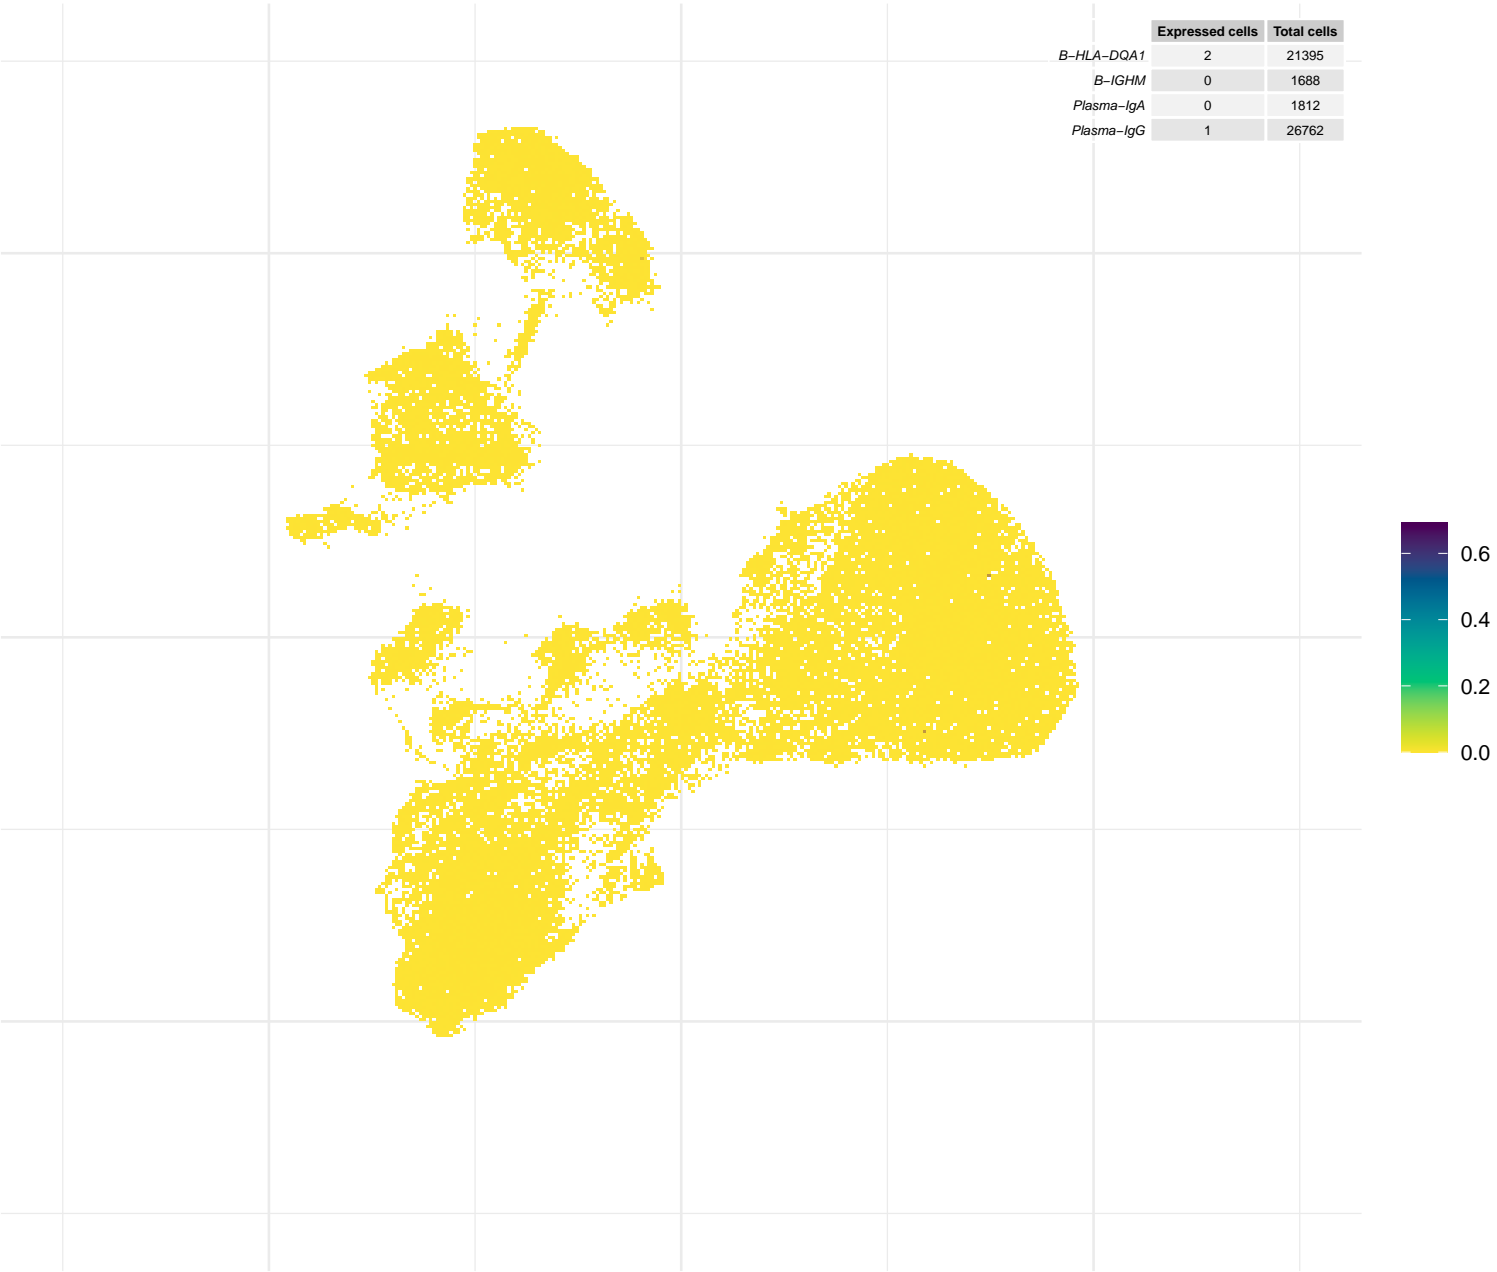 Expressed cells Total cells
B−HLA−DQA1 2 21395
B−IGHM 0 1688
Plasma−IgA 0 1812
Plasma−IgG 1 26762
0.6
0.4
0.2
0.0